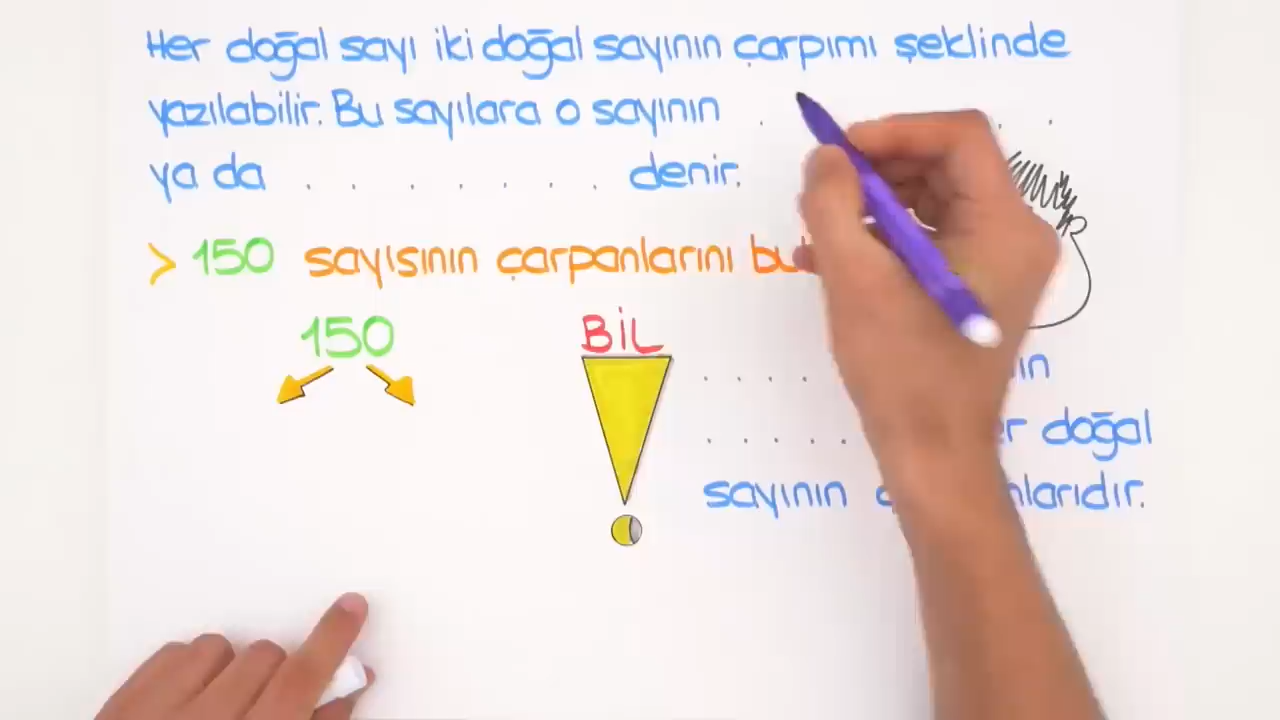 Her doğal sayı iki doğal sayının çarpımı şeklinde
yazılabilir. Bu sayılara o sayının . . .
ya da . . . . . . . denir.
> 150 sayısının çarpanlarını
150
BİL
. . . .
. . . . doğal
sayının